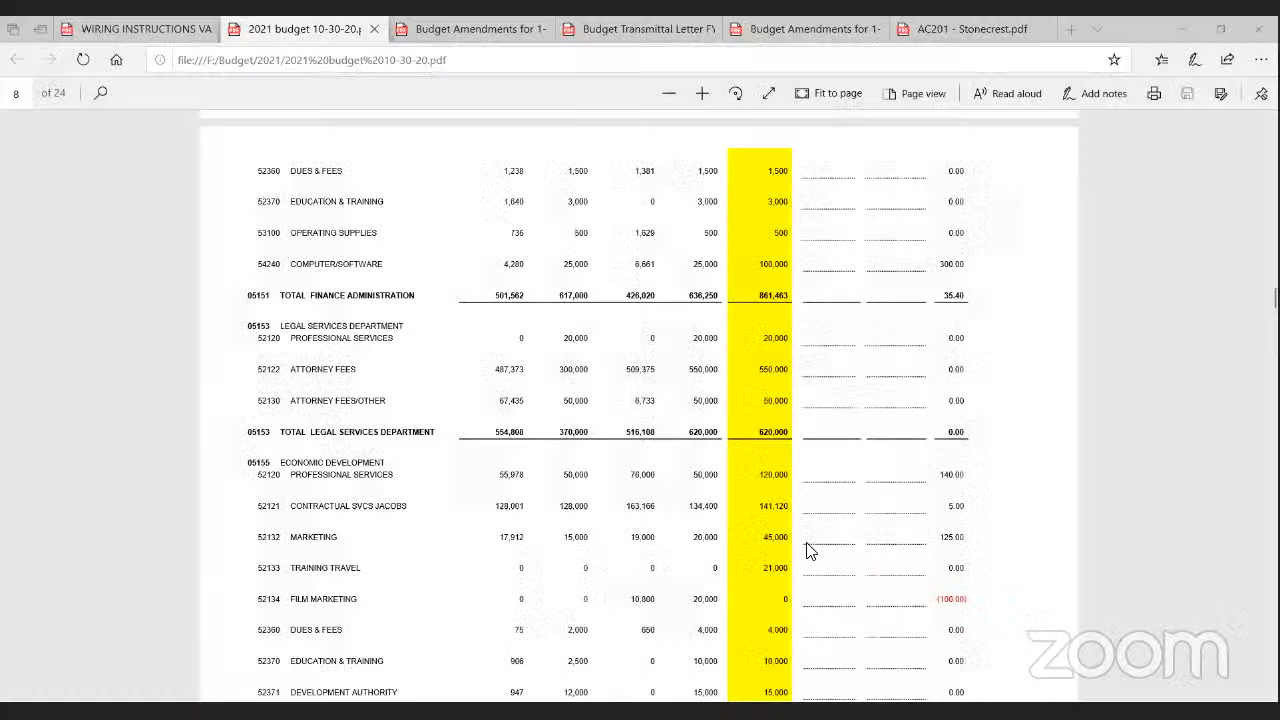 WIRING INSTRUCTIONS VA 2021 budget 10-30-20.p Budget Amendments for 1- Budget Transmittal Letter FY Budget Amendments for 1- AC201 - Stonecrest.pdf
file:///F:/Budget/2021/2021%20budget%2010-30-20.pdf
8 of 24 Fit to page Page view Read aloud Add notes
52360 DUES & FEES 1,238 1,500 1,381 1,500 1,500 0.00
52370 EDUCATION & TRAINING 1,640 3,000 0 3,000 3,000 0.00
53100 OPERATING SUPPLIES 736 500 1,629 500 500 0.00
54240 COMPUTER/SOFTWARE 4,280 25,000 6,661 25,000 100,000 300.00
05151 TOTAL FINANCE ADMINISTRATION 501,562 617,000 426,020 636,250 861,463 35.40
05153 LEGAL SERVICES DEPARTMENT
52120 PROFESSIONAL SERVICES 0 20,000 0 20,000 20,000 0.00
52122 ATTORNEY FEES 487,373 300,000 509,375 550,000 550,000 0.00
52130 ATTORNEY FEES/OTHER 67,435 50,000 6,733 50,000 50,000 0.00
05153 TOTAL LEGAL SERVICES DEPARTMENT 554,808 370,000 516,108 620,000 620,000 0.00
05155 ECONOMIC DEVELOPMENT
52120 PROFESSIONAL SERVICES 55,978 50,000 76,000 50,000 120,000 140.00
52121 CONTRACTUAL SVCS JACOBS 128,001 128,000 163,166 134,400 141,120 5.00
52132 MARKETING 17,912 15,000 19,000 20,000 45,000 125.00
52133 TRAINING TRAVEL 0 0 0 0 21,000 0.00
52134 FILM MARKETING 0 0 10,800 20,000 0 (100.00)
52360 DUES & FEES 75 2,000 650 4,000 4,000 0.00
52370 EDUCATION & TRAINING 906 2,500 0 10,000 10,000 0.00
52371 DEVELOPMENT AUTHORITY 947 12,000 0 15,000 15,000 0.00
zoom